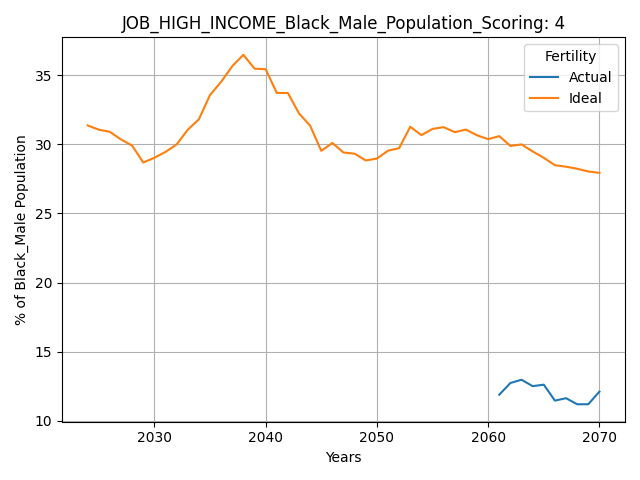 JOB_HIGH_INCOME_Black_Male_Population_Scoring: 4
Fertility
Actual
Ideal
% of Black_Male Population
35
30
25
20
15
10
2030
2040
2050
2060
2070
Years